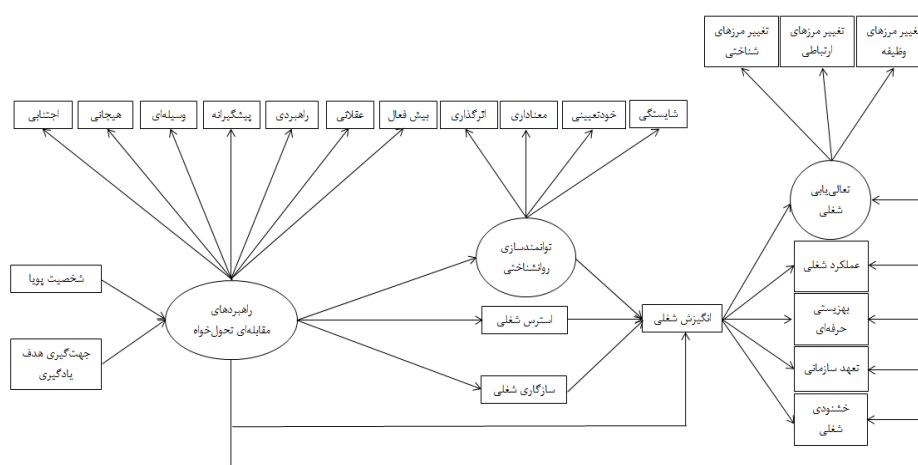 تغییر مرزهای
وظیفه
تغییر مرزهای
ارتباطی
تغییر مرزهای
شناختی
شایستگی
خودتعیینی
معناداری
اثرگذاری
بیش فعال
عقلانی
راهبردی
پیشگیرانه
وسیله‌ای
هیجانی
اجتنابی
تعالی‌یابی
شغلی
توانمندسازی
روانشناختی
عملکرد شغلی
شخصیت پویا
راهبردهای
مقابله‌ای تحول‌خواه
استرس شغلی
انگیزش شغلی
بهزیستی
حرفه‌ای
جهت‌گیری هدف
یادگیری
سازگاری شغلی
تعهد سازمانی
خشنودی
شغلی